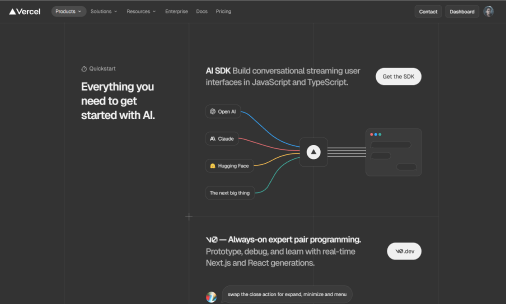 Vercel
Products
Solutions
Resources
Enterprise
Docs
Pricing
Contact
Dashboard
Quickstart
Everything you
need to get
started with AI.
AI SDK Build conversational streaming user
interfaces in JavaScript and TypeScript.
Get the SDK
Open AI
Claude
Hugging Face
The next big thing
v0 — Always-on expert pair programming.
Prototype, debug, and learn with real-time
Next.js and React generations.
v0.dev
swap the close action for expand, minimize and menu